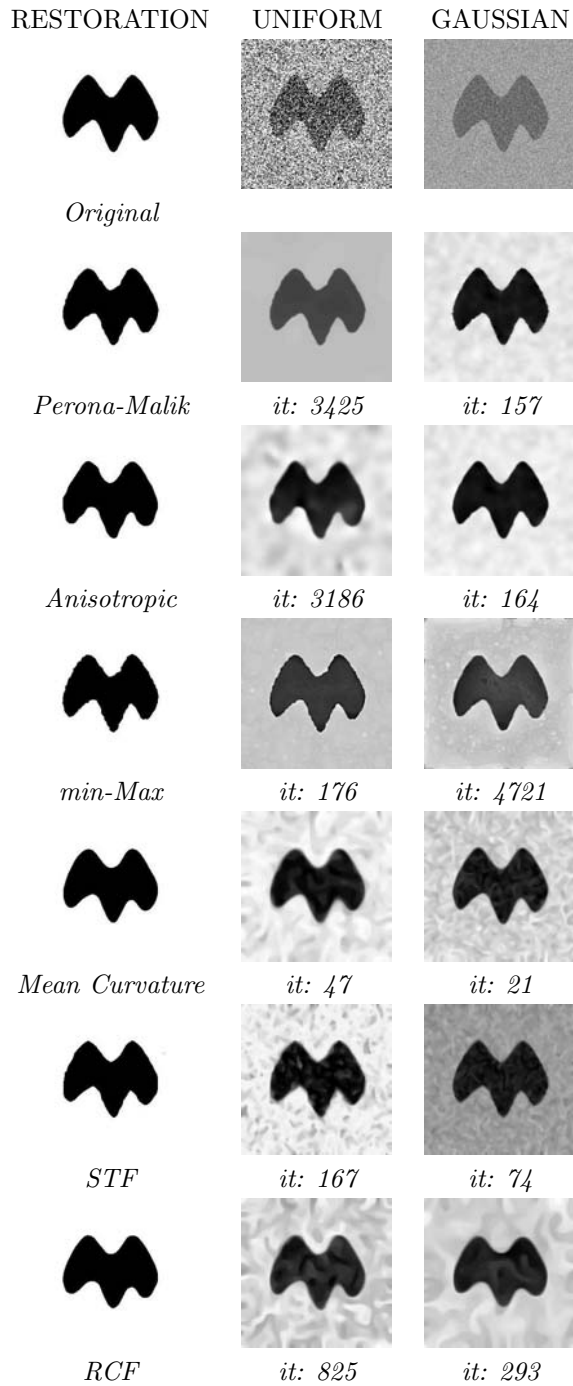 RESTORATION UNIFORM GAUSSIAN
Original
Perona-Malik it: 3425 it: 157
Anisotropic it: 3186 it: 164
min-Max it: 176 it: 4721
Mean Curvature it: 47 it: 21
STF it: 167 it: 74
RCF it: 825 it: 293